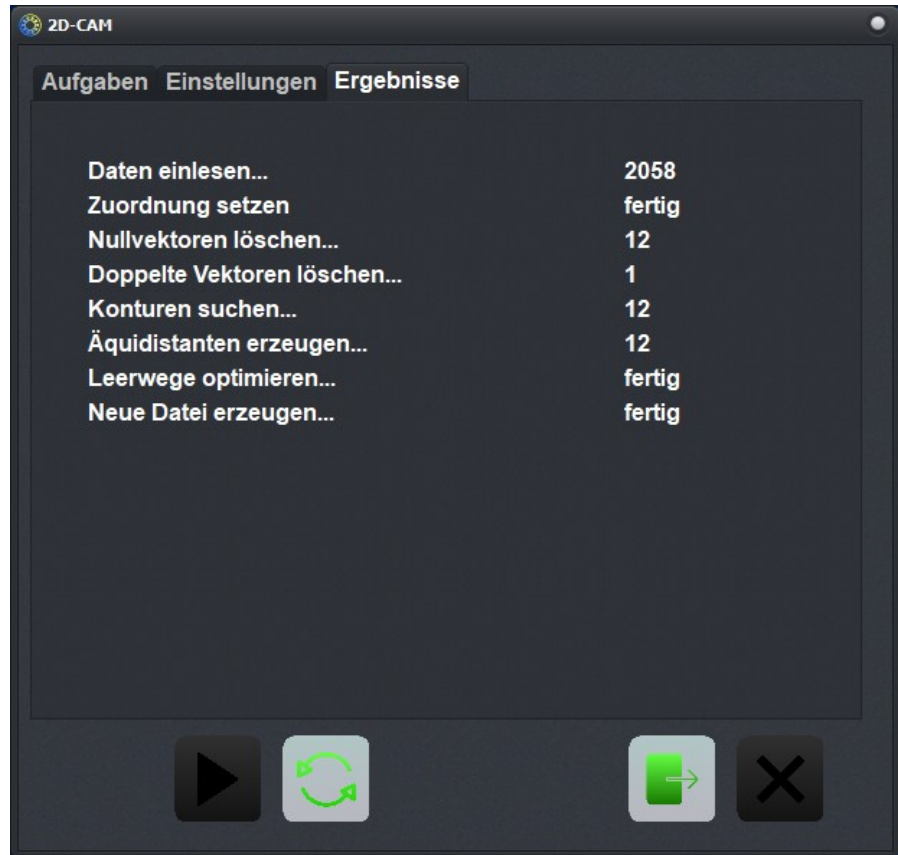 2D-CAM
Aufgaben Einstellungen Ergebnisse
Daten einlesen... 2058
Zuordnung setzen fertig
Nullvektoren löschen... 12
Doppelte Vektoren löschen... 1
Konturen suchen... 12
Äquidistanten erzeugen... 12
Leerwege optimieren... fertig
Neue Datei erzeugen... fertig